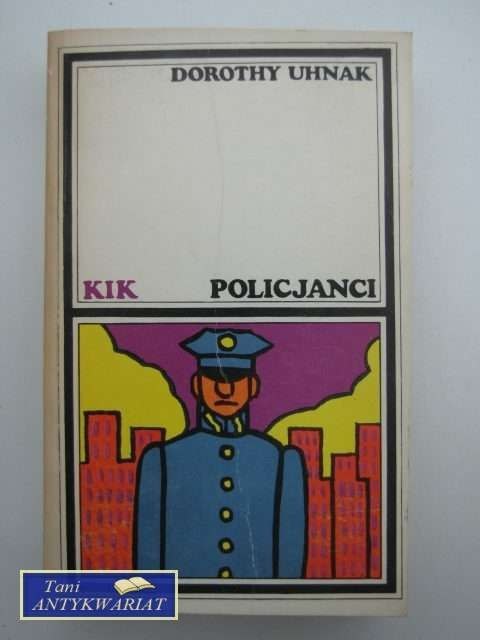 DOROTHY UHNAK
KIK POLICJANCI
Tani
ANTYKWARIAT